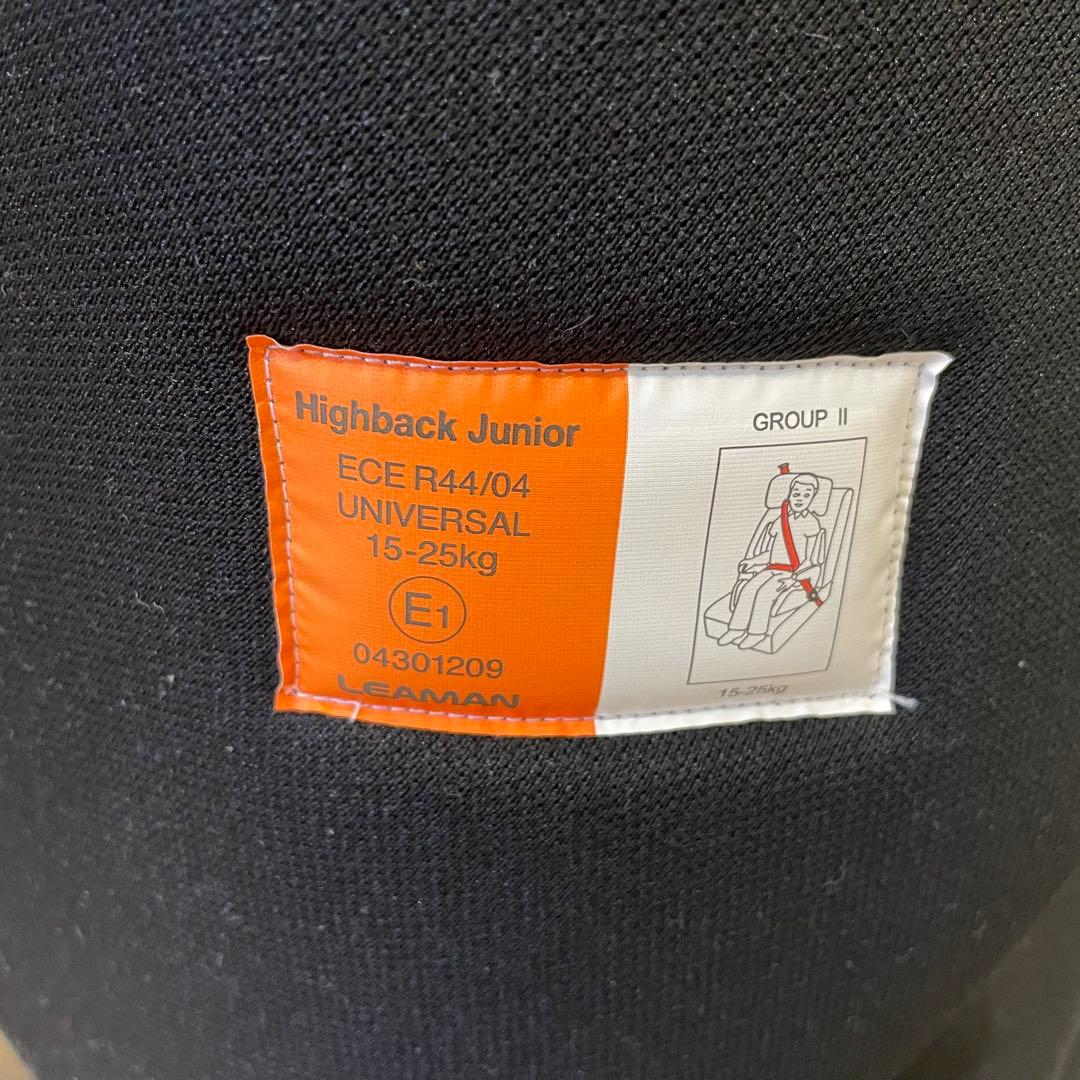 Highback Junior
ECE R44/04
UNIVERSAL
15-25kg
E1
04301209
LEAMAN
GROUP II
15-25kg